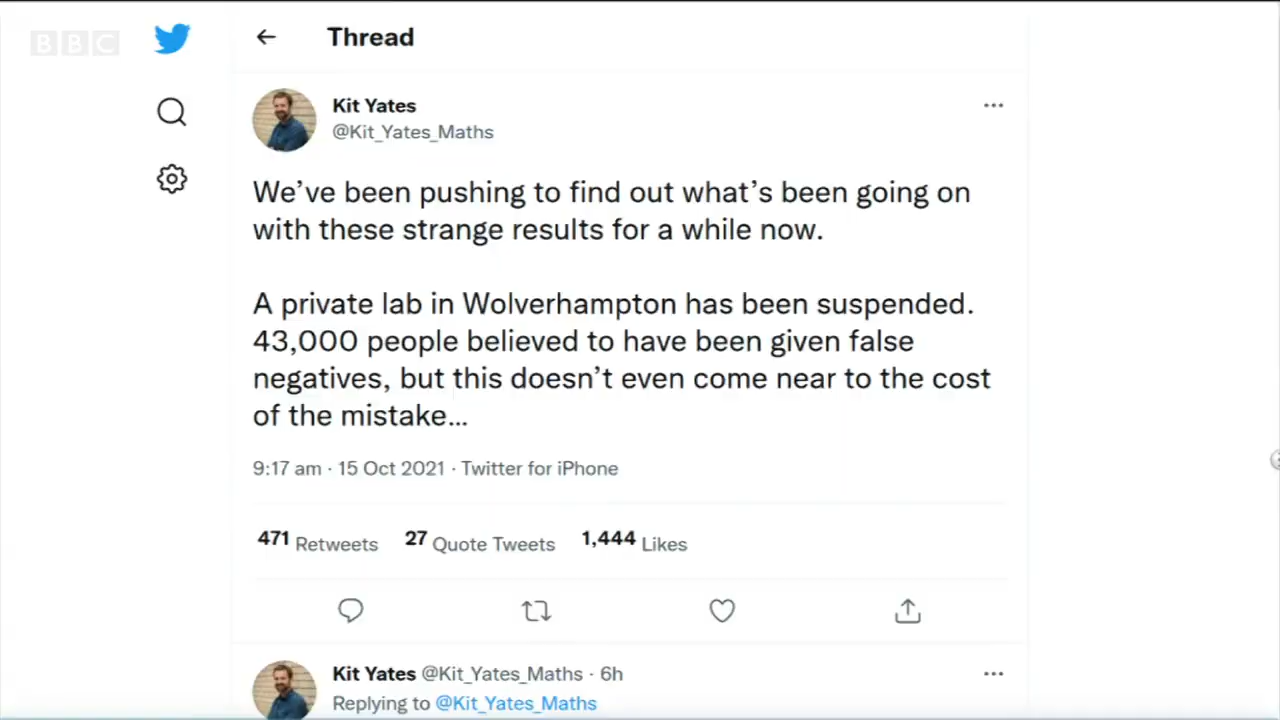 BBC
Thread
Kit Yates
@Kit_Yates_Maths
We’ve been pushing to find out what’s been going on
with these strange results for a while now.
A private lab in Wolverhampton has been suspended.
43,000 people believed to have been given false
negatives, but this doesn’t even come near to the cost
of the mistake...
9:17 am · 15 Oct 2021 · Twitter for iPhone
471 Retweets 27 Quote Tweets 1,444 Likes
Kit Yates @Kit_Yates_Maths · 6h
Replying to @Kit_Yates_Maths